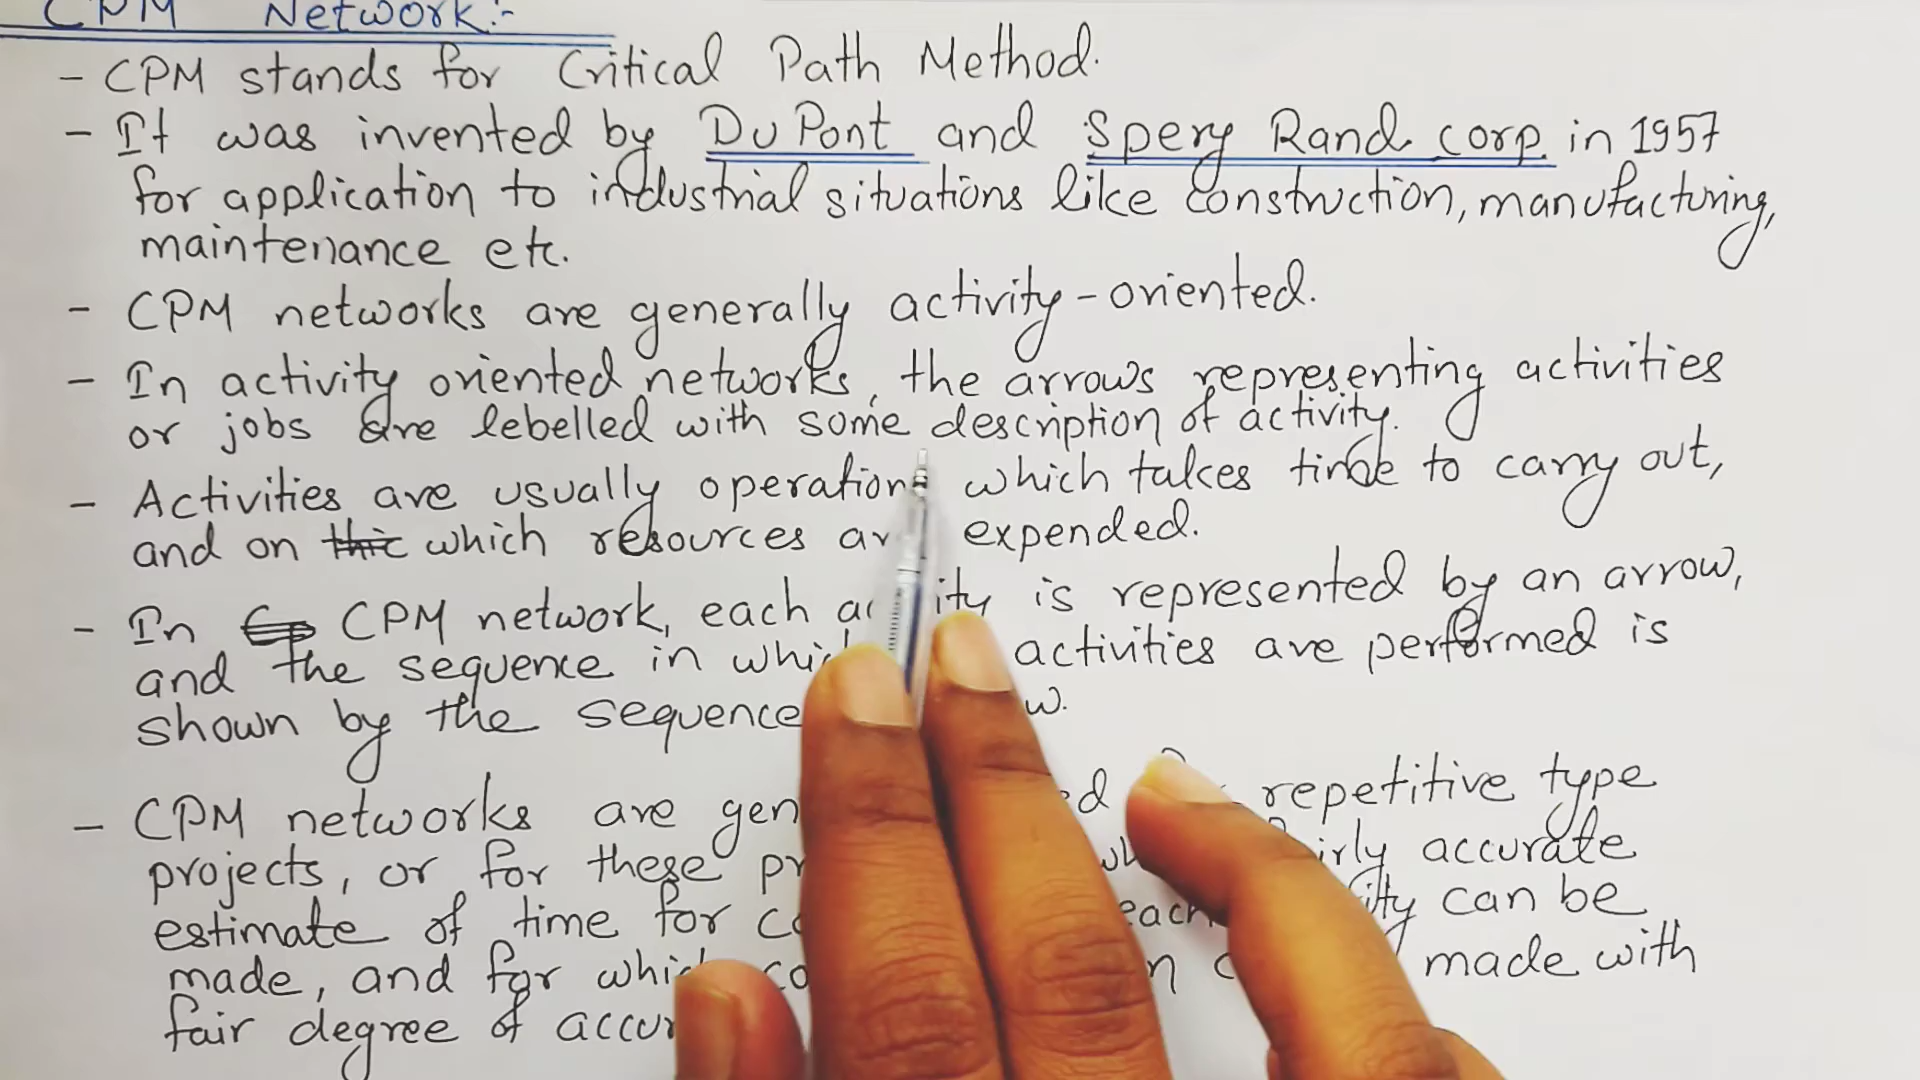 CPM Network:-
- CPM stands for Critical Path Method.
- It was invented by Du Pont and Spery Rand corp in 1957
for application to industrial situations like construction, manufacturing,
maintenance etc.
- CPM networks are generally activity-oriented.
- In activity oriented networks, the arrows representing activities
or jobs are lebelled with some description of activity.
- Activities are usually operation which takes time to carry out,
and on which resources expended.
- In CPM network, each is represented by an arrow,
and the sequence in activities are performed is
shown by the sequence
- CPM networks are repetitive type
projects, or for these accurate
estimate of time for can be
made, and for made with
fair degree of